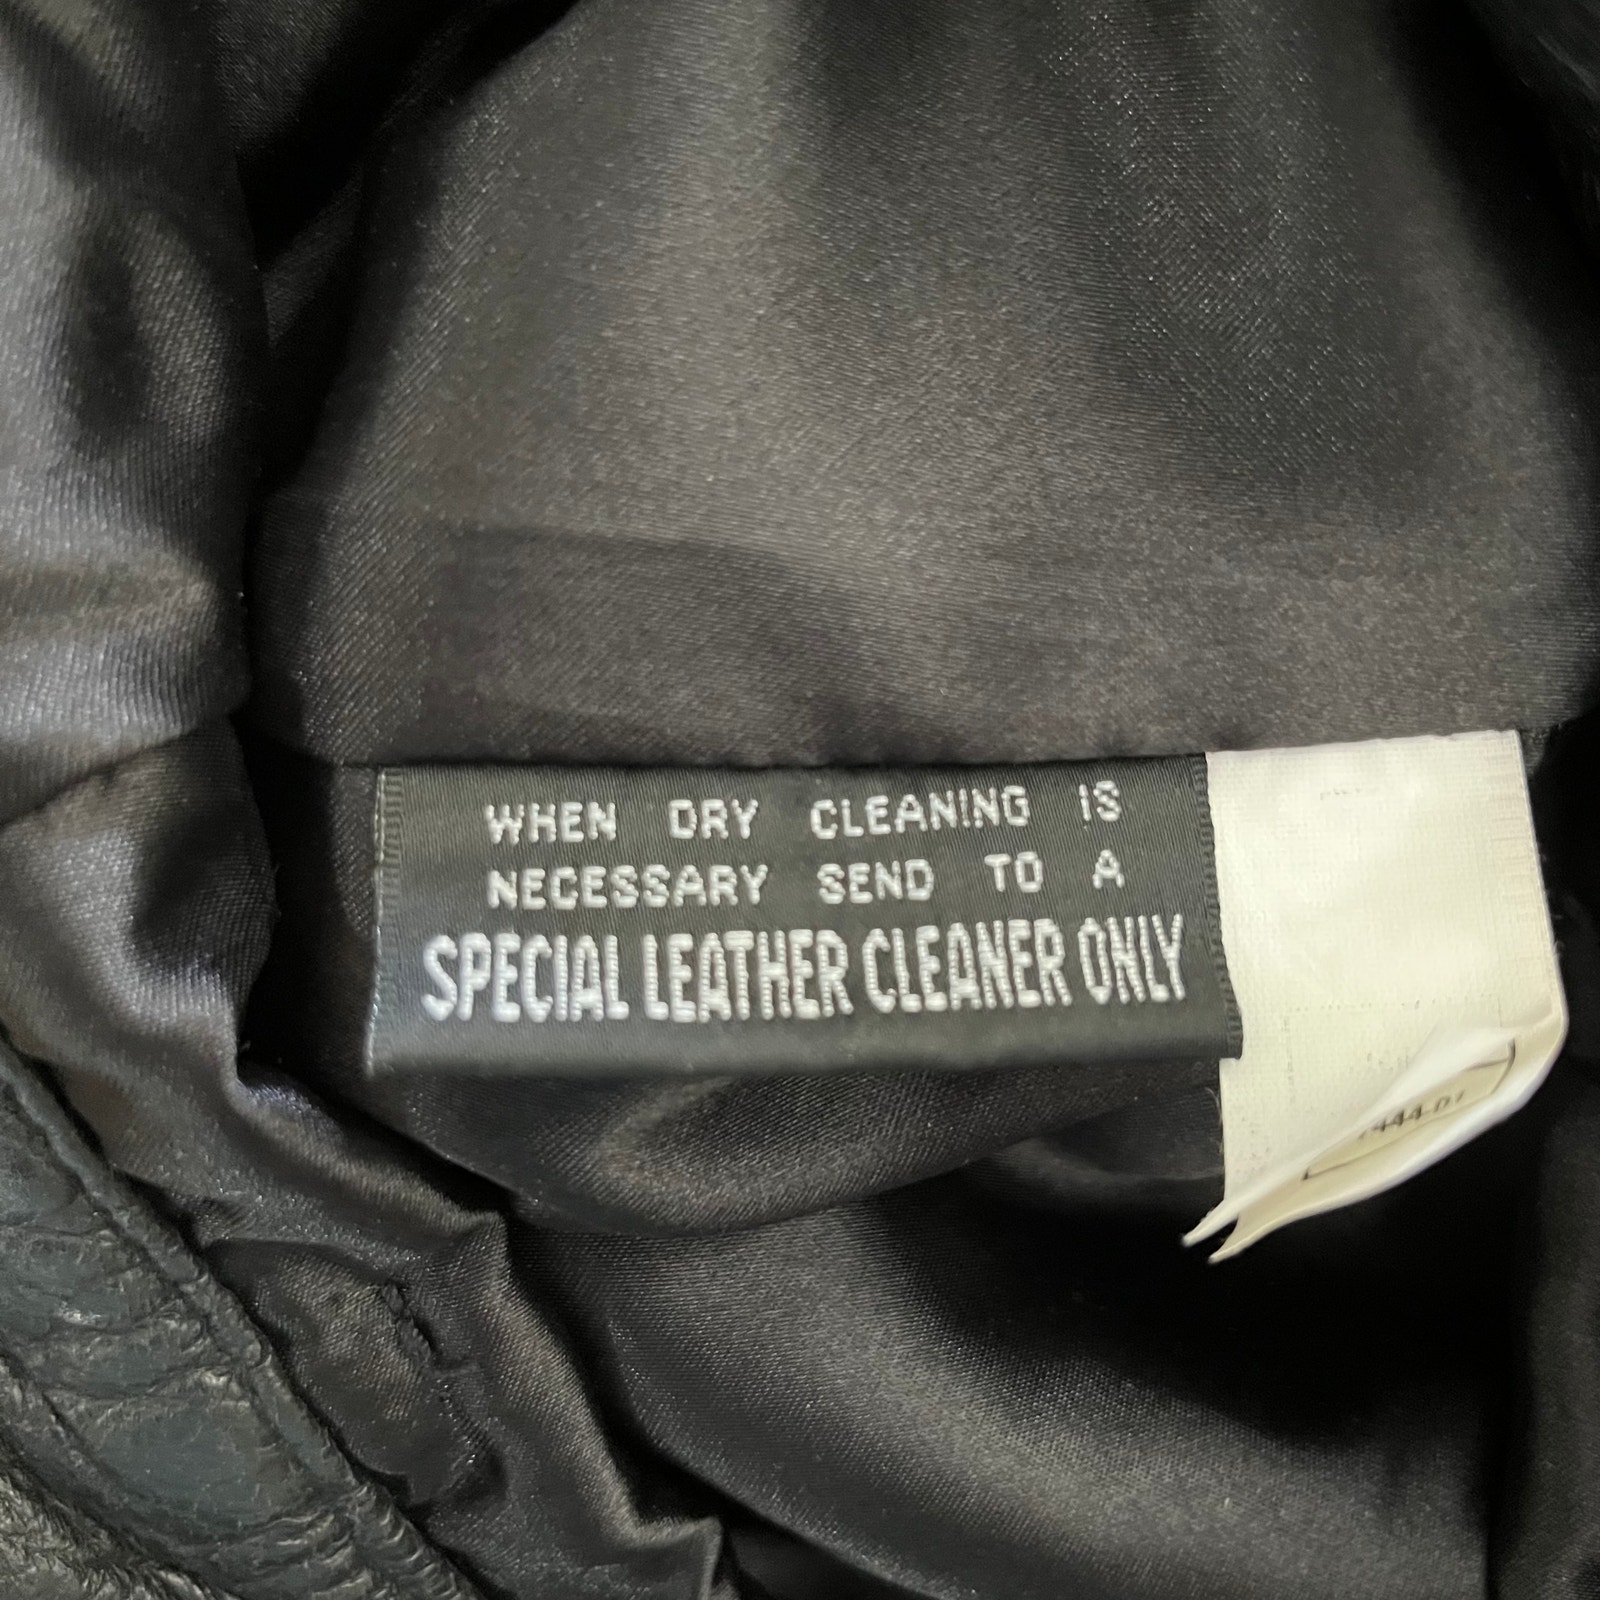 WHEN DRY CLEANING IS
NECESSARY SEND TO A
SPECIAL LEATHER CLEANER ONLY